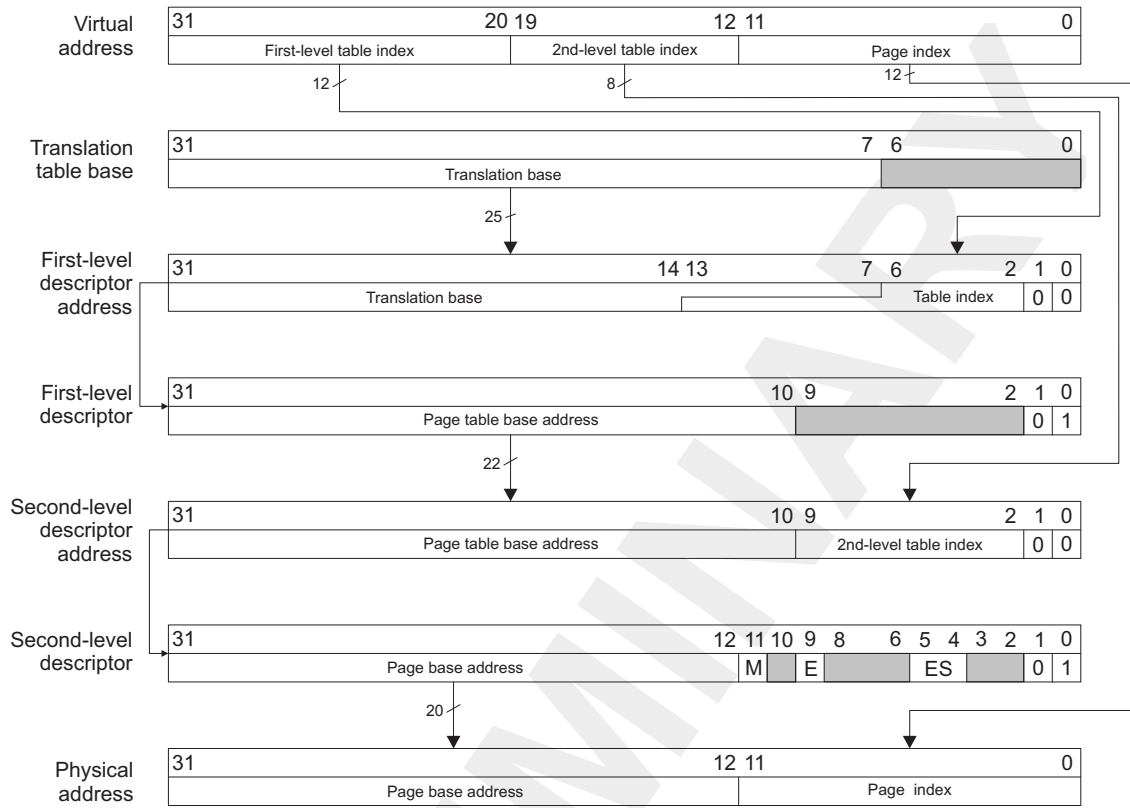 Virtual address
31 20 19 12 11 0
First-level table index 2nd-level table index Page index
12 8 12
Translation table base
31 7 6 0
Translation base
25
First-level descriptor address
31 14 13 7 6 2 1 0
Translation base Table index 0 0
First-level descriptor
31 10 9 2 1 0
Page table base address 0 1
22
Second-level descriptor address
31 10 9 2 1 0
Page table base address 2nd-level table index 0 0
Second-level descriptor
31 12 11 10 9 8 6 5 4 3 2 1 0
Page base address M E ES 0 1
20
Physical address
31 12 11 0
Page base address Page index
MINARY